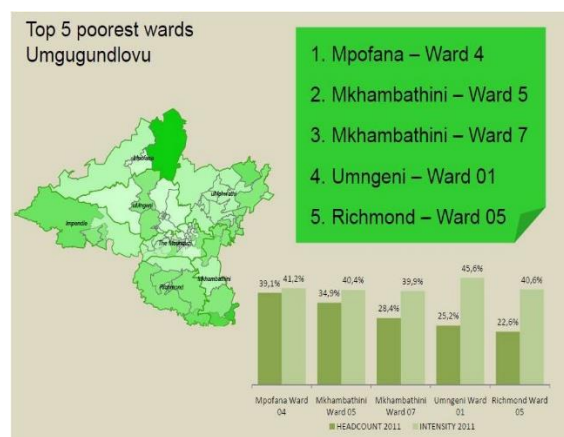 Top 5 poorest wards
Umgugundlovu
1. Mpofana – Ward 4
2. Mkhambathini – Ward 5
3. Mkhambathini – Ward 7
4. Umngeni – Ward 01
5. Richmond – Ward 05
Mpofana
uMngeni
Impendle
Richmond
Mkhambathini
39,1%
41,2%
34,9%
40,4%
28,4%
39,9%
25,2%
45,6%
22,6%
40,6%
Mpofana Ward
04
Mkhambathini
Ward 05
Mkhambathini
Ward 07
Umngeni Ward
01
Richmond Ward
05
HEADCOUNT 2011
INTENSITY 2011